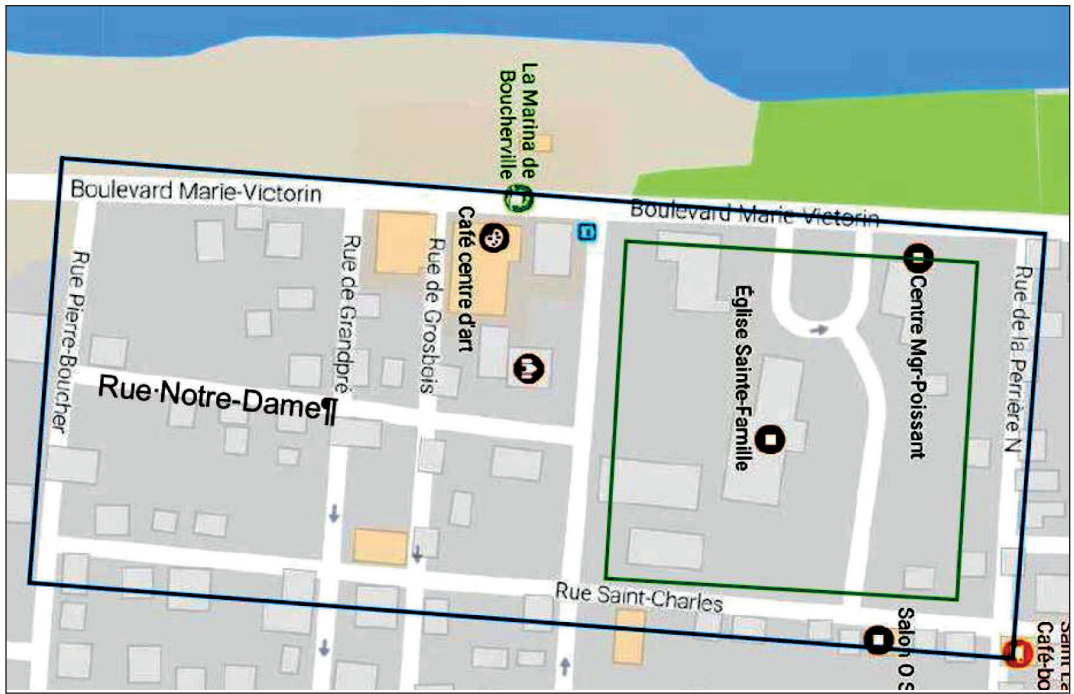 La Marina de
Boucherville
Boulevard Marie-Victorin
Boulevard Marie-Victorin
Café centre d'art
Rue de Grandpré
Rue de Grosbois
Rue Pierre-Boucher
Église Sainte-Famille
Centre Mgr-Poissant
Rue de la Perrière N
Rue·Notre-Dame¶
Rue Saint-Charles
Salon O S
Café-bo